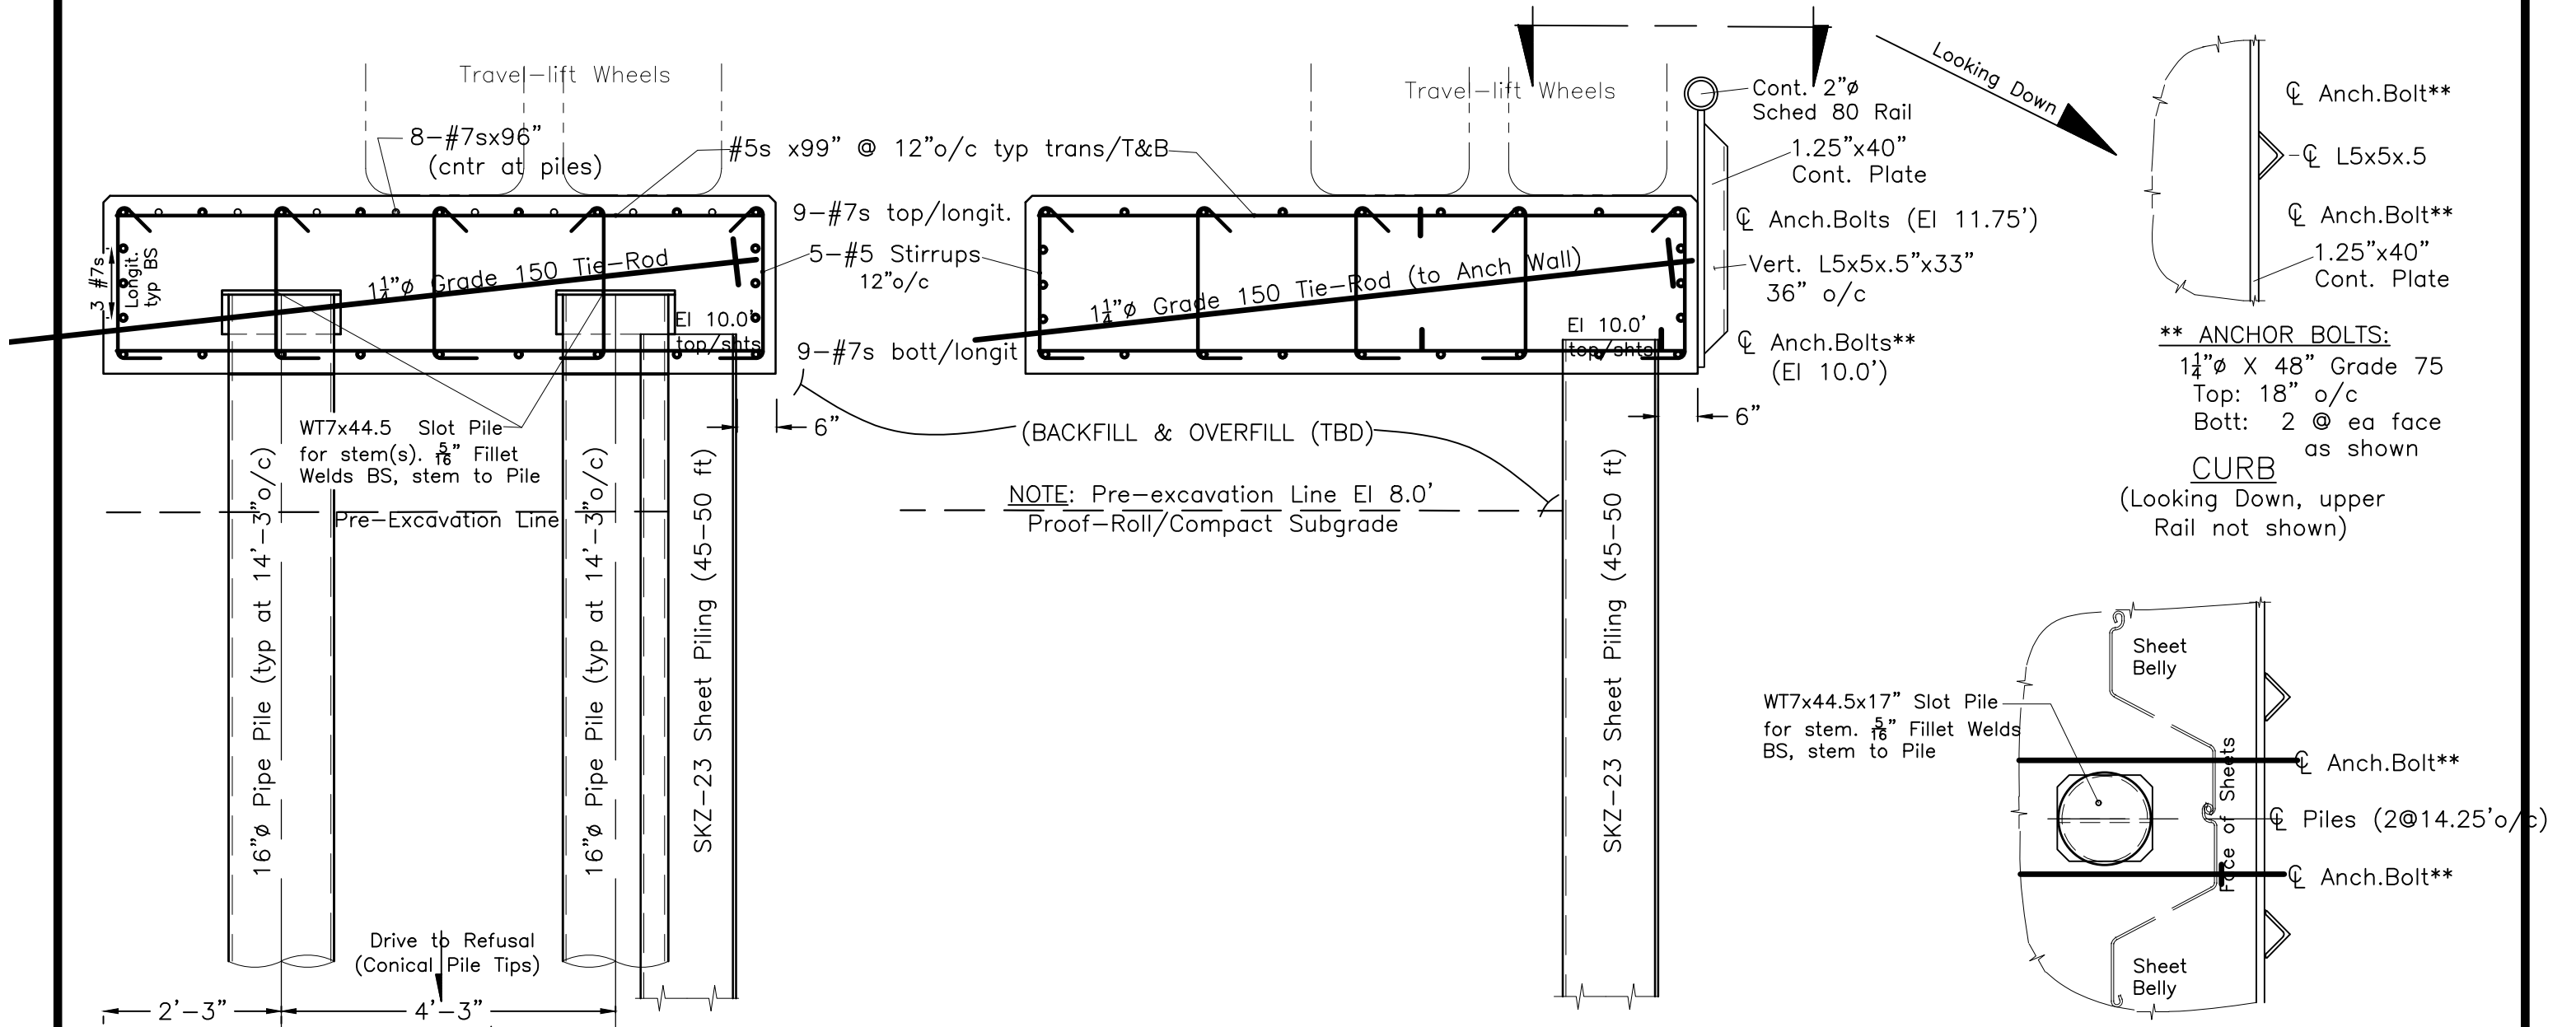 Travel-lift Wheels
8-#7sx96"
(cntr at piles)
#5s x99" @ 12"o/c typ trans/T&B
3 #7s
Longit.
typ BS
1¼"ø Grade 150 Tie-Rod
El 10.0'
top/shts
9-#7s top/longit.
5-#5 Stirrups
12"o/c
9-#7s bott/longit
6"
WT7x44.5 Slot Pile
for stem(s). 5/16" Fillet
Welds BS, stem to Pile
16"ø Pipe Pile (typ at 14'-3"o/c)
16"ø Pipe Pile (typ at 14'-3"o/c)
SKZ-23 Sheet Piling (45-50 ft)
Pre-Excavation Line
Drive to Refusal
(Conical Pile Tips)
2'-3"
4'-3"
Travel-lift Wheels
1¼"ø Grade 150 Tie-Rod (to Anch Wall)
El 10.0'
top/shts
6"
(BACKFILL & OVERFILL (TBD)
NOTE: Pre-excavation Line El 8.0'
Proof-Roll/Compact Subgrade
SKZ-23 Sheet Piling (45-50 ft)
Cont. 2"ø
Sched 80 Rail
1.25"x40"
Cont. Plate
℄ Anch.Bolts (El 11.75')
Vert. L5x5x.5"x33"
36" o/c
℄ Anch.Bolts**
(El 10.0')
Looking Down
℄ Anch.Bolt**
℄ L5x5x.5
℄ Anch.Bolt**
1.25"x40"
Cont. Plate
** ANCHOR BOLTS:
1¼"ø X 48" Grade 75
Top: 18" o/c
Bott: 2 @ ea face
as shown
CURB
(Looking Down, upper
Rail not shown)
Sheet
Belly
WT7x44.5x17" Slot Pile
for stem. 5/16" Fillet Welds
BS, stem to Pile
Face of Sheets
℄ Anch.Bolt**
℄ Piles (2@14.25'o/c)
℄ Anch.Bolt**
Sheet
Belly